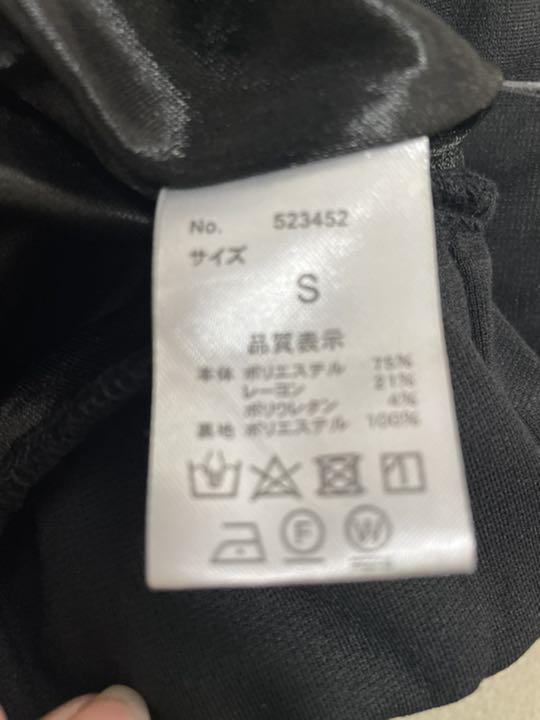 No. 523452
サイズ
S
品質表示
本体 ポリエステル 75%
レーヨン 21%
ポリウレタン 4%
裏地 ポリエステル 100%
F
W